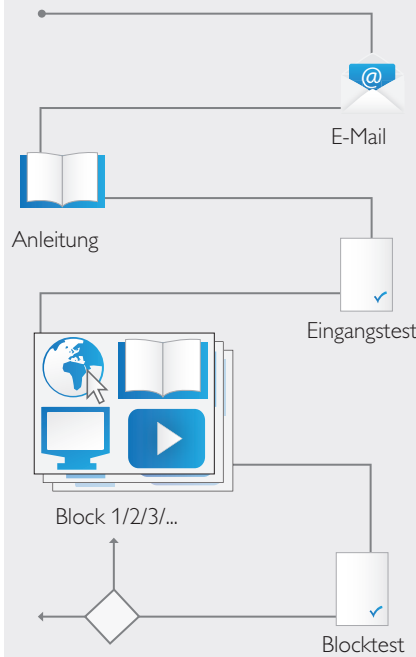 @
E-Mail
Anleitung
Eingangstest
Block 1/2/3/...
Blocktest